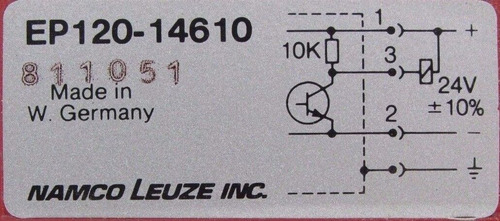 EP120-14610
811051
Made in
W. Germany
NAMCO LEUZE INC.
10K
1
+
3
24V
±10%
2
−